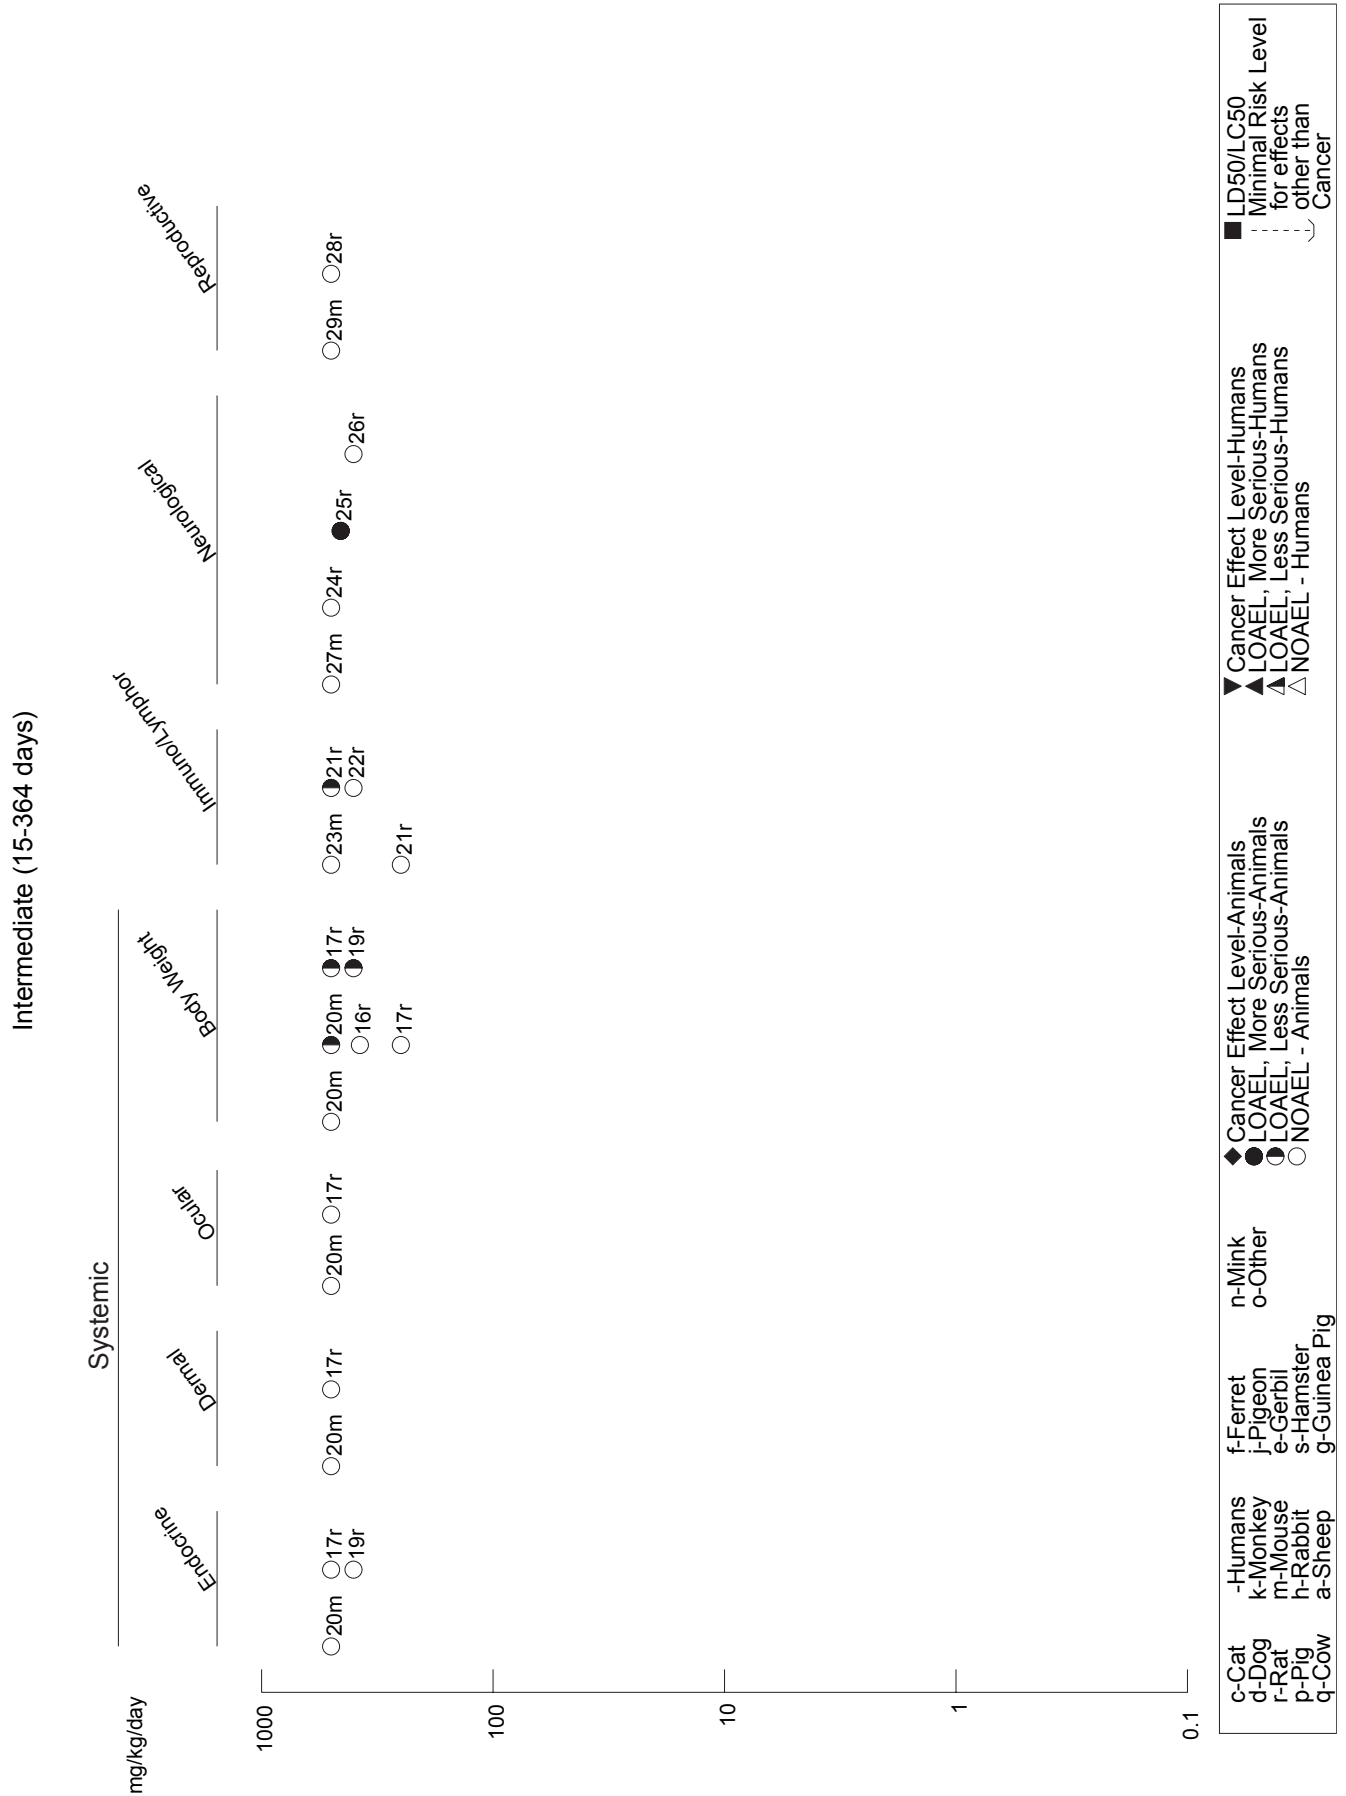 Intermediate (15-364 days)
Systemic
mg/kg/day
Endocrine
Dermal
Ocular
Body Weight
Immuno/Lymphor
Neurological
Reproductive
1000
100
10
1
0.1
20m
17r
19r
20m
17r
20m
17r
20m
20m
16r
17r
17r
19r
23m
21r
21r
22r
27m
24r
25r
26r
29m
28r
c-Cat
d-Dog
r-Rat
p-Pig
q-Cow
-Humans
k-Monkey
m-Mouse
h-Rabbit
a-Sheep
f-Ferret
j-Pigeon
e-Gerbil
s-Hamster
g-Guinea Pig
n-Mink
o-Other
Cancer Effect Level-Animals
LOAEL, More Serious-Animals
LOAEL, Less Serious-Animals
NOAEL - Animals
Cancer Effect Level-Humans
LOAEL, More Serious-Humans
LOAEL, Less Serious-Humans
NOAEL - Humans
LD50/LC50
Minimal Risk Level
for effects
other than
Cancer